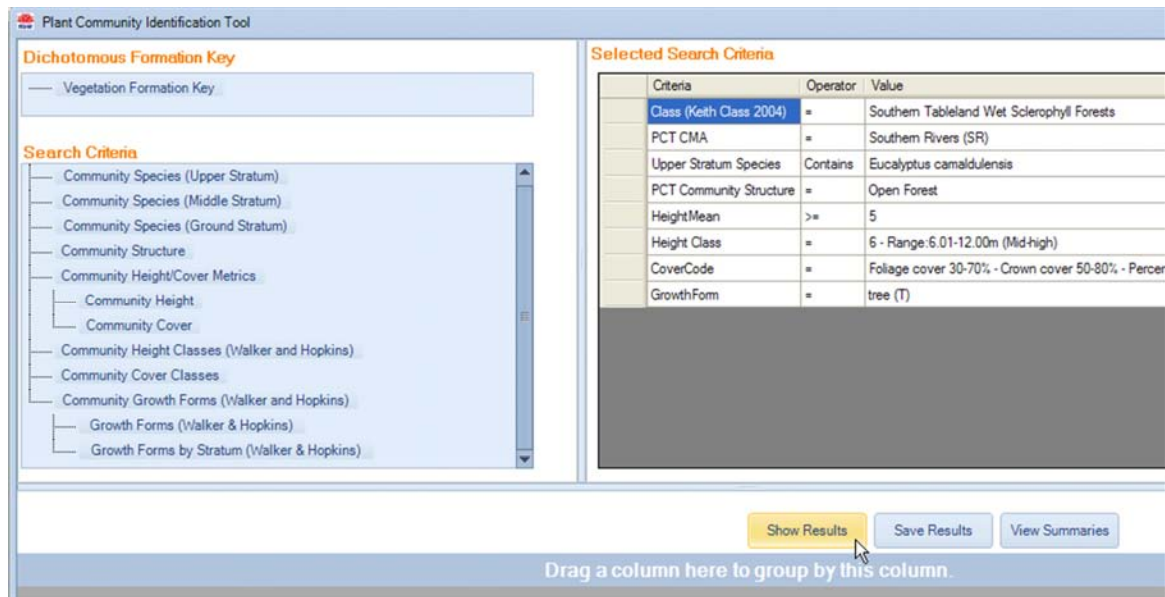 Plant Community Identification Tool
Dichotomous Formation Key
Vegetation Formation Key
Search Criteria
Community Species (Upper Stratum)
Community Species (Middle Stratum)
Community Species (Ground Stratum)
Community Structure
Community Height/Cover Metrics
Community Height
Community Cover
Community Height Classes (Walker and Hopkins)
Community Cover Classes
Community Growth Forms (Walker and Hopkins)
Growth Forms (Walker & Hopkins)
Growth Forms by Stratum (Walker & Hopkins)
Selected Search Criteria
Criteria Operator Value
Class (Keith Class 2004) = Southern Tableland Wet Sclerophyll Forests
PCT CMA = Southern Rivers (SR)
Upper Stratum Species Contains Eucalyptus camaldulensis
PCT Community Structure = Open Forest
HeightMean >= 5
Height Class = 6 - Range:6.01-12.00m (Mid-high)
CoverCode = Foliage cover 30-70% - Crown cover 50-80% - Percen
GrowthForm = tree (T)
Show Results Save Results View Summaries
Drag a column here to group by this column.